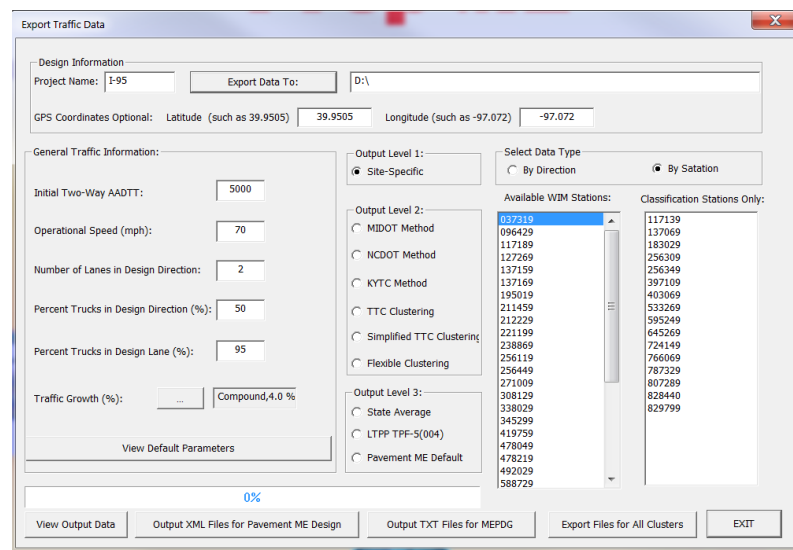 Export Traffic Data
X
Design Information
Project Name: I-95 Export Data To: D:\
GPS Coordinates Optional: Latitude (such as 39.9505) 39.9505 Longitude (such as -97.072) -97.072
General Traffic Information:
Initial Two-Way AADTT: 5000
Operational Speed (mph): 70
Number of Lanes in Design Direction: 2
Percent Trucks in Design Direction (%): 50
Percent Trucks in Design Lane (%): 95
Traffic Growth (%): ... Compound,4.0 %
View Default Parameters
Output Level 1:
Site-Specific
Output Level 2:
MIDOT Method
NCDOT Method
KYTC Method
TTC Clustering
Simplified TTC Clustering
Flexible Clustering
Output Level 3:
State Average
LTPP TPF-5(004)
Pavement ME Default
Select Data Type
By Direction By Satation
Available WIM Stations:
037319
096429
117189
127269
137159
137169
195019
211459
212229
221199
238869
256119
256449
271009
308129
338029
345299
419759
478049
478219
492029
588729
Classification Stations Only:
117139
137069
183029
256309
256349
397109
403069
533269
595249
645269
724149
766069
787329
807289
828440
829799
0%
View Output Data Output XML Files for Pavement ME Design Output TXT Files for MEPDG Export Files for All Clusters EXIT